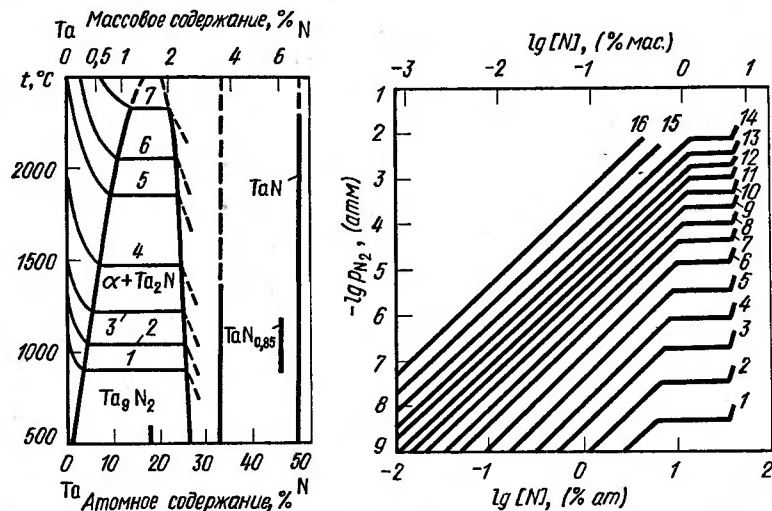 Ta Массовое содержание, % N
0 0,5 1 2 4 6
t, °C
2000
1500
1000
500
7
6
5
4
α+Ta₂N
3
2
1
Ta₉N₂
TaN
TaN₀,₈₅
0 10 20 30 40 50
Ta Атомное содержание, % N
lg [N], (% мас.)
-3 -2 -1 0 1
-lg p_N₂, (атм)
1
2
3
4
5
6
7
8
9
16 15 14
13
12
11
10
9
8
7
6
5
4
3
2
1
-2 -1 0 1 2
lg [N], (% ат)